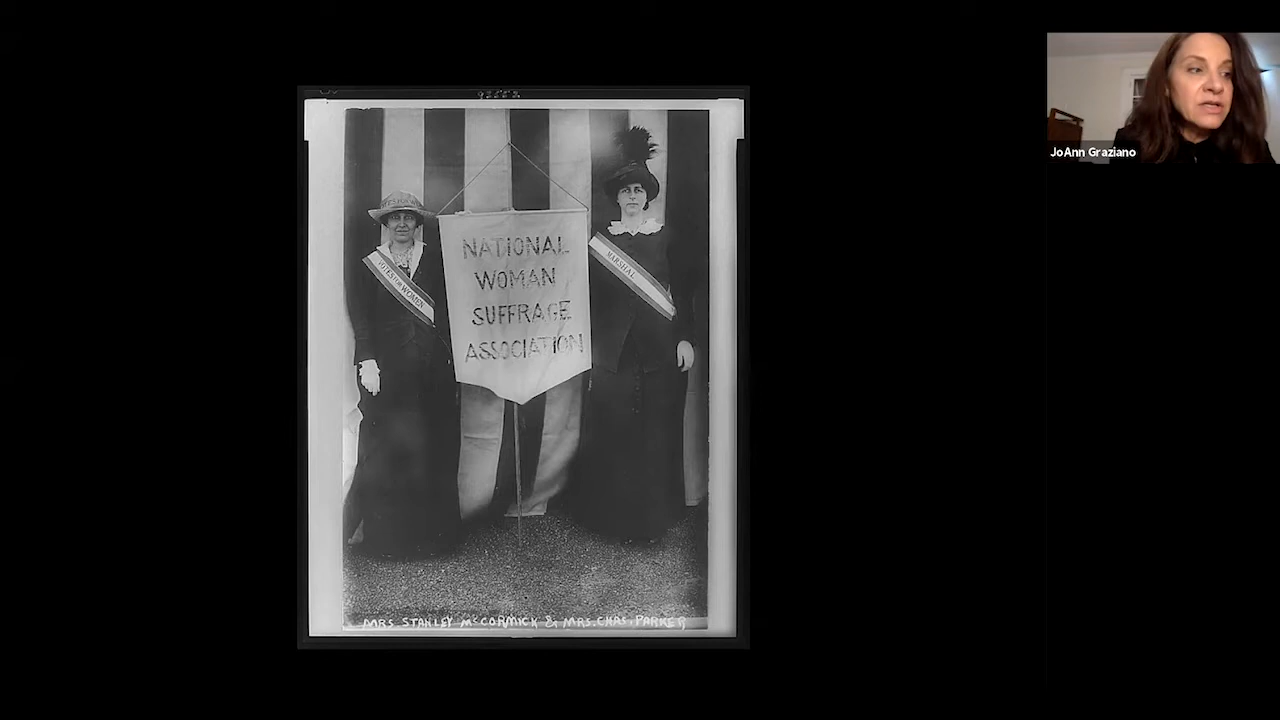 NATIONAL
WOMAN
SUFFRAGE
ASSOCIATION
VOTES FOR WOMEN
MARSHAL
MRS. STANLEY McCORMICK & MRS. CHAS. PARKER
JoAnn Graziano